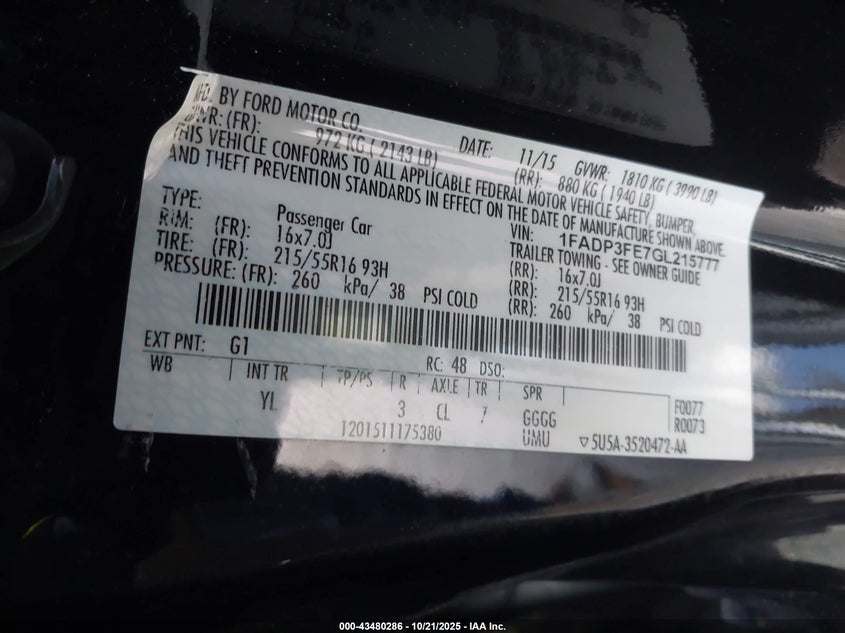 MFD. BY FORD MOTOR CO. DATE: 11/15 GVWR: 1810 KG ( 3990 LB)
GWR: (FR): 972 KG ( 2143 LB) (RR): 880 KG ( 1940 LB)
THIS VEHICLE CONFORMS TO ALL APPLICABLE FEDERAL MOTOR VEHICLE SAFETY, BUMPER,
AND THEFT PREVENTION STANDARDS IN EFFECT ON THE DATE OF MANUFACTURE SHOWN ABOVE.
VIN: 1FADP3FE7GL215777
TYPE: Passenger Car TRAILER TOWING - SEE OWNER GUIDE
RIM: (FR): 16x7.0J (RR): 16x7.0J
TIRE: (FR): 215/55R16 93H (RR): 215/55R16 93H
PRESSURE: (FR): 260 kPa/ 38 PSI COLD (RR): 260 kPa/ 38 PSI COLD
EXT PNT: G1 RC: 48 DSO:
WB INT TR TP/PS R AXLE TR SPR F0077
YL 3 CL 7 GGGG R0073
1201511175380 UMU 5U5A-3520472-AA
000-43480286 - 10/21/2025 - IAA Inc.